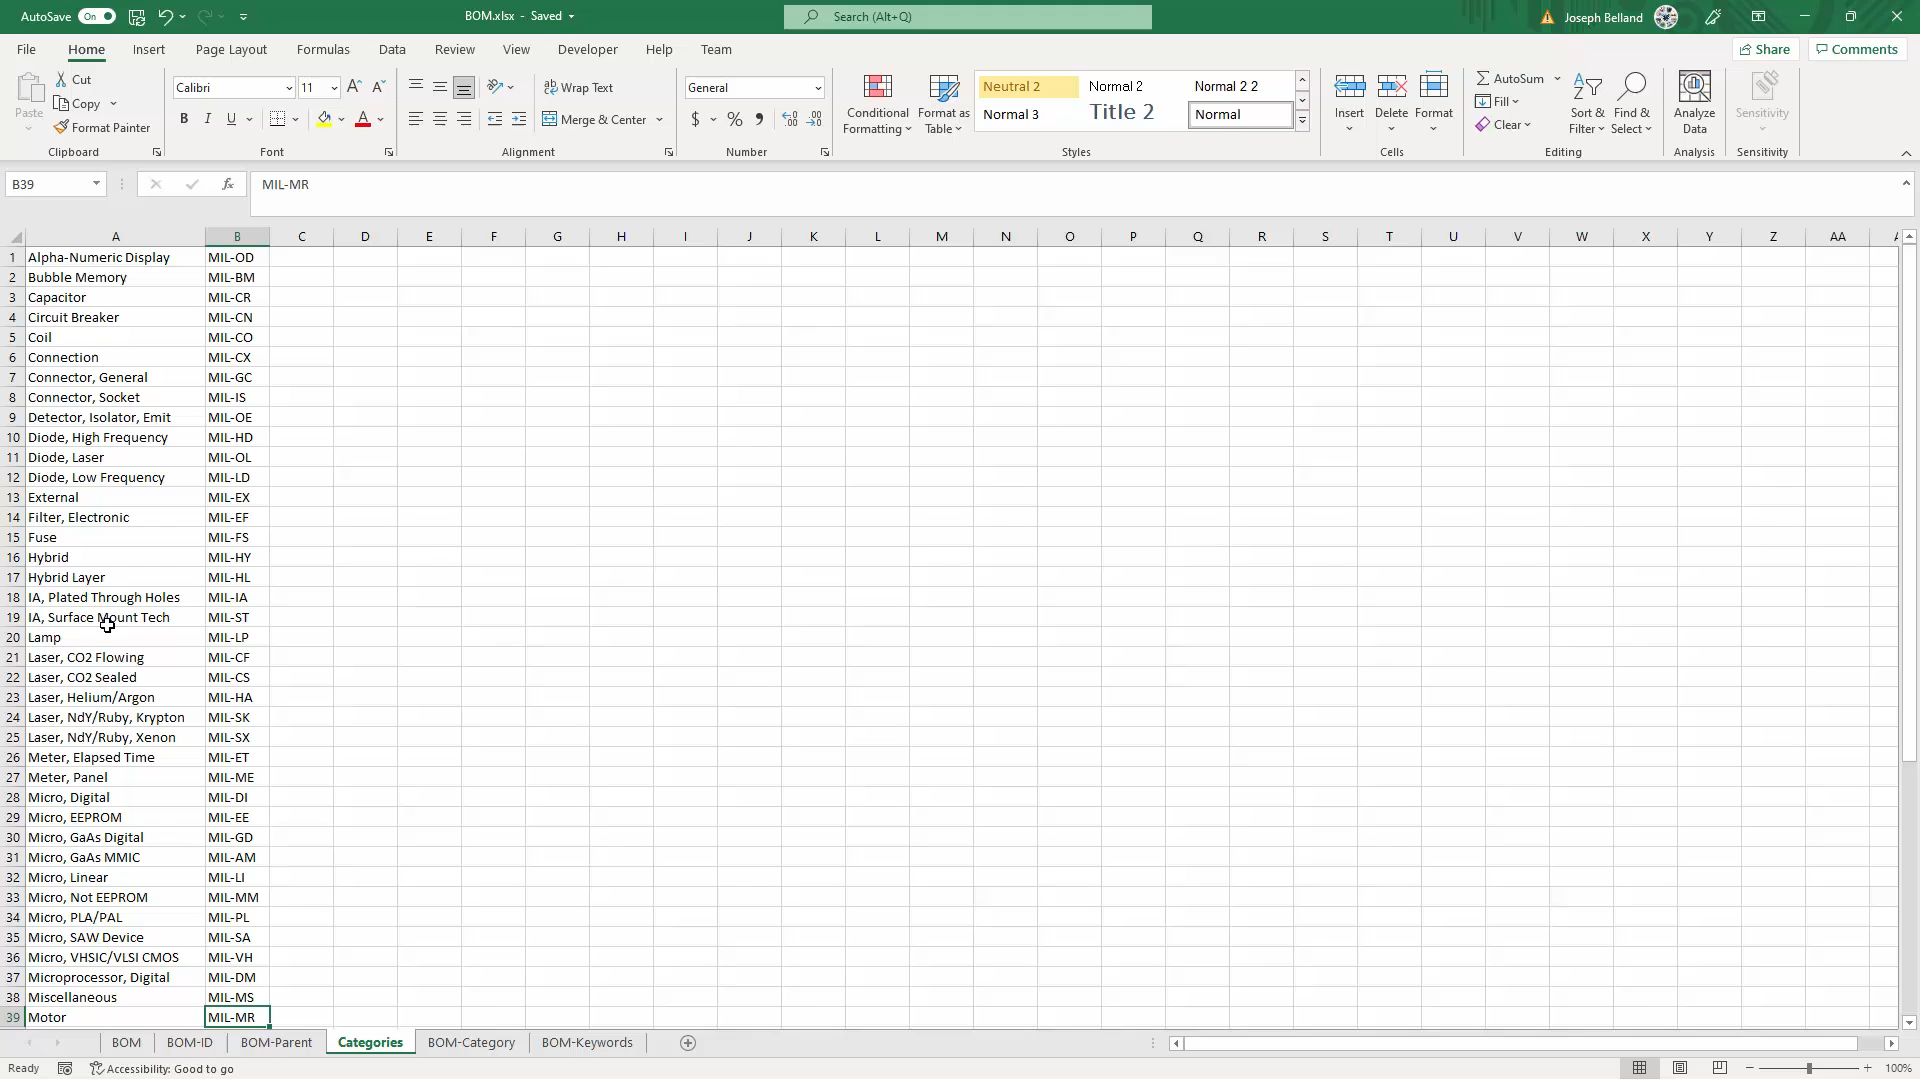 AutoSave On BOM.xlsx - Saved Search (Alt+Q) Joseph Belland
File Home Insert Page Layout Formulas Data Review View Developer Help Team Share Comments
Paste Cut Copy Format Painter
Clipboard
Calibri 11 A A
B I U A
Font
Wrap Text
Merge & Center
Alignment
General
$ % 9 .00
Number
Conditional Formatting
Format as Table
Neutral 2 Normal 2 Normal 2 2
Normal 3 Title 2 Normal
Styles
Insert Delete Format
Cells
AutoSum
Fill
Clear
Sort & Filter
Find & Select
Editing
Analyze Data
Analysis
Sensitivity
Sensitivity
B39 fx MIL-MR
A B C D E F G H I J K L M N O P Q R S T U V W X Y Z AA
1 Alpha-Numeric Display MIL-OD
2 Bubble Memory MIL-BM
3 Capacitor MIL-CR
4 Circuit Breaker MIL-CN
5 Coil MIL-CO
6 Connection MIL-CX
7 Connector, General MIL-GC
8 Connector, Socket MIL-IS
9 Detector, Isolator, Emit MIL-OE
10 Diode, High Frequency MIL-HD
11 Diode, Laser MIL-OL
12 Diode, Low Frequency MIL-LD
13 External MIL-EX
14 Filter, Electronic MIL-EF
15 Fuse MIL-FS
16 Hybrid MIL-HY
17 Hybrid Layer MIL-HL
18 IA, Plated Through Holes MIL-IA
19 IA, Surface Mount Tech MIL-ST
20 Lamp MIL-LP
21 Laser, CO2 Flowing MIL-CF
22 Laser, CO2 Sealed MIL-CS
23 Laser, Helium/Argon MIL-HA
24 Laser, NdY/Ruby, Krypton MIL-SK
25 Laser, NdY/Ruby, Xenon MIL-SX
26 Meter, Elapsed Time MIL-ET
27 Meter, Panel MIL-ME
28 Micro, Digital MIL-DI
29 Micro, EEPROM MIL-EE
30 Micro, GaAs Digital MIL-GD
31 Micro, GaAs MMIC MIL-AM
32 Micro, Linear MIL-LI
33 Micro, Not EEPROM MIL-MM
34 Micro, PLA/PAL MIL-PL
35 Micro, SAW Device MIL-SA
36 Micro, VHSIC/VLSI CMOS MIL-VH
37 Microprocessor, Digital MIL-DM
38 Miscellaneous MIL-MS
39 Motor MIL-MR
BOM BOM-ID BOM-Parent Categories BOM-Category BOM-Keywords
Ready Accessibility: Good to go 100%